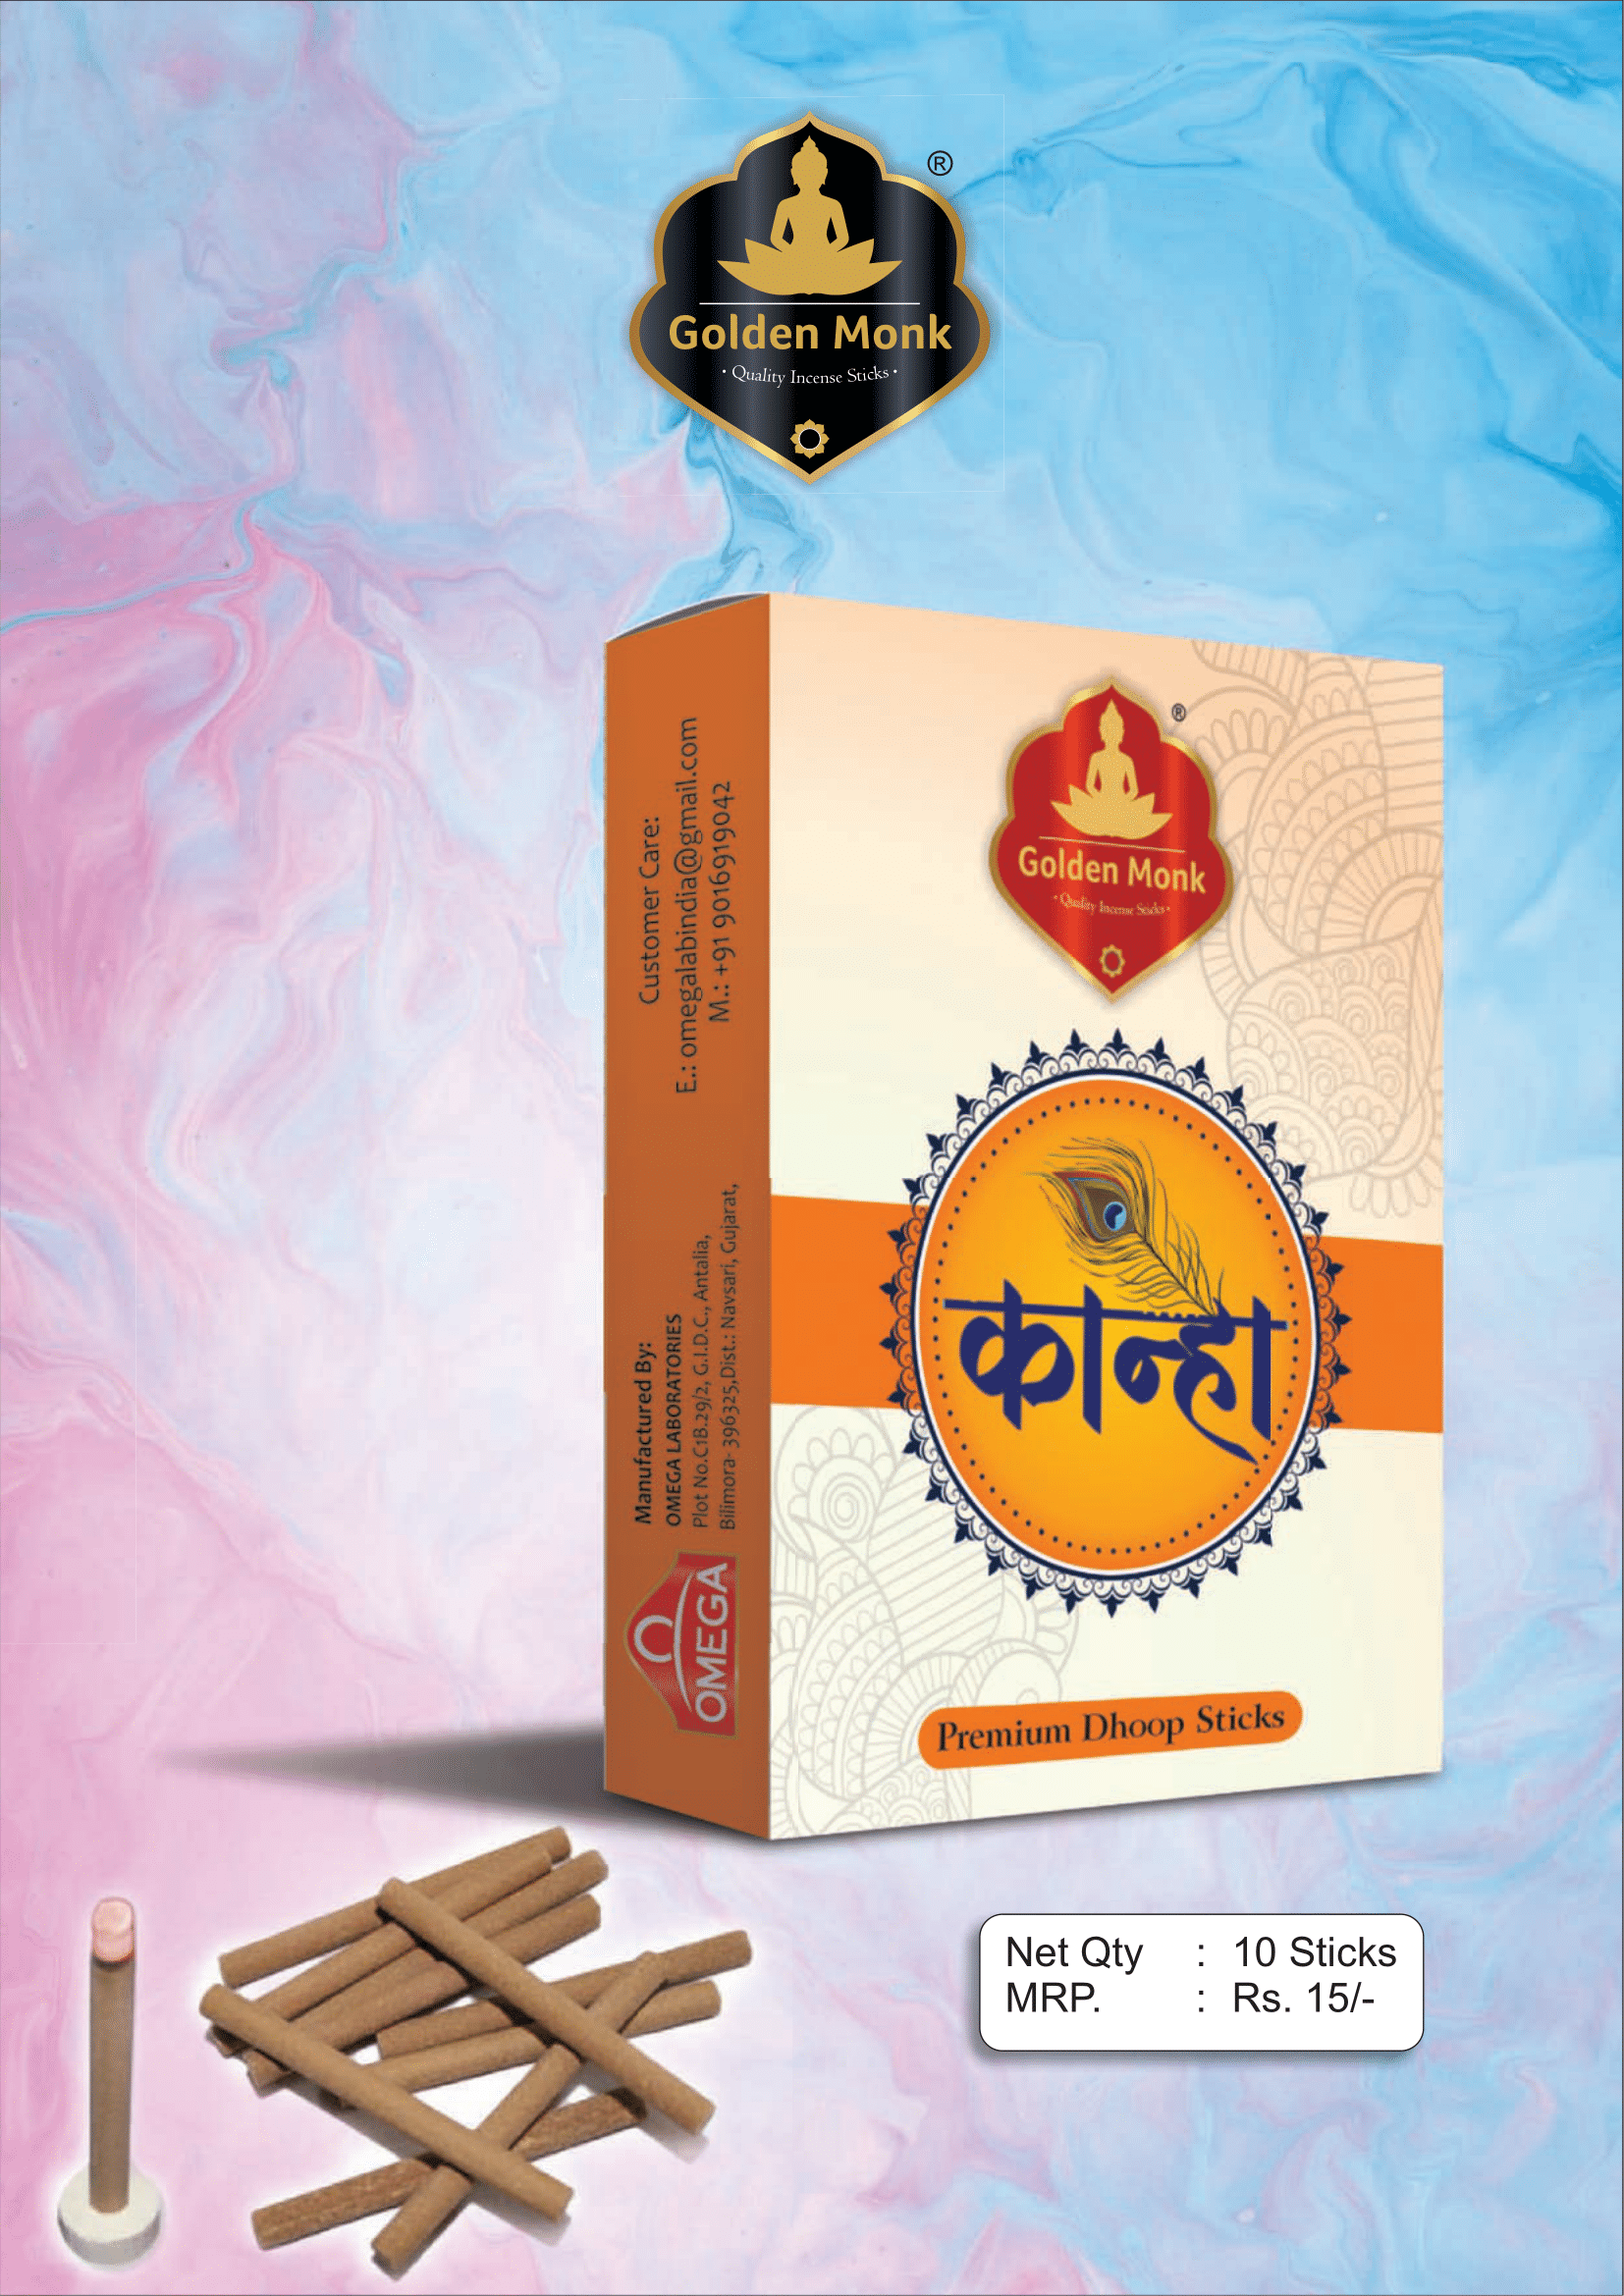 ®
Golden Monk
• Quality Incense Sticks •
®
Golden Monk
• Quality Incense Sticks •
कान्हा
Premium Dhoop Sticks
Customer Care:
E.: omegalabindia@gmail.com
M.: +91 9016919042
Manufactured By:
OMEGA LABORATORIES
Plot No.C1B.29/2, G.I.D.C., Antalia,
Bilimora- 396325,Dist.: Navsari, Gujarat,
Ω
OMEGA
Net Qty : 10 Sticks
MRP. : Rs. 15/-